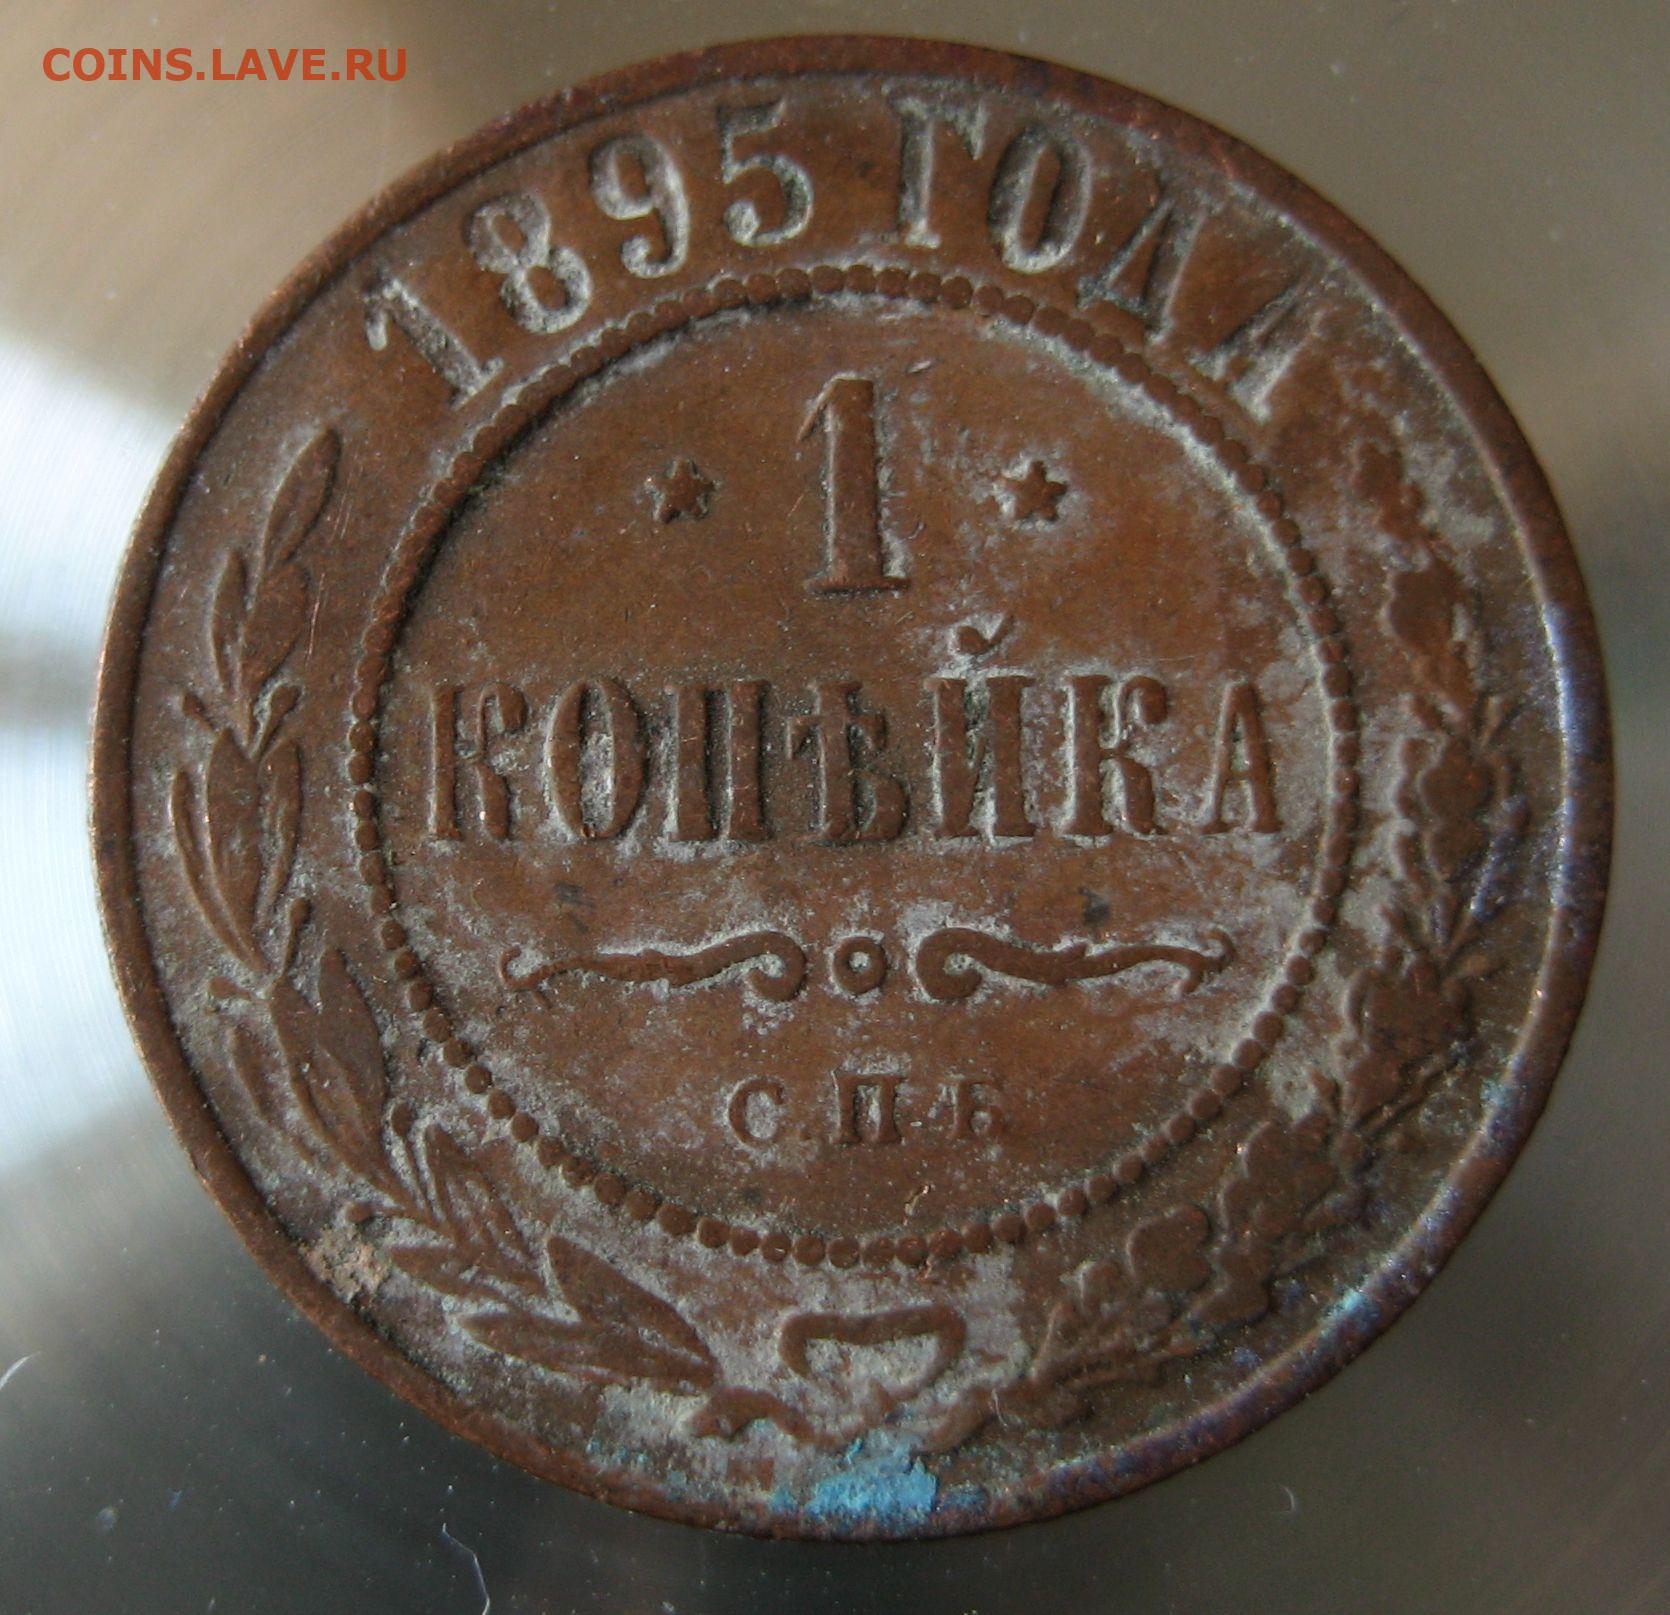 COINS.LAVE.RU
1895 ГОДА
* 1 *
КОПѢЙКА
С.П.Б.